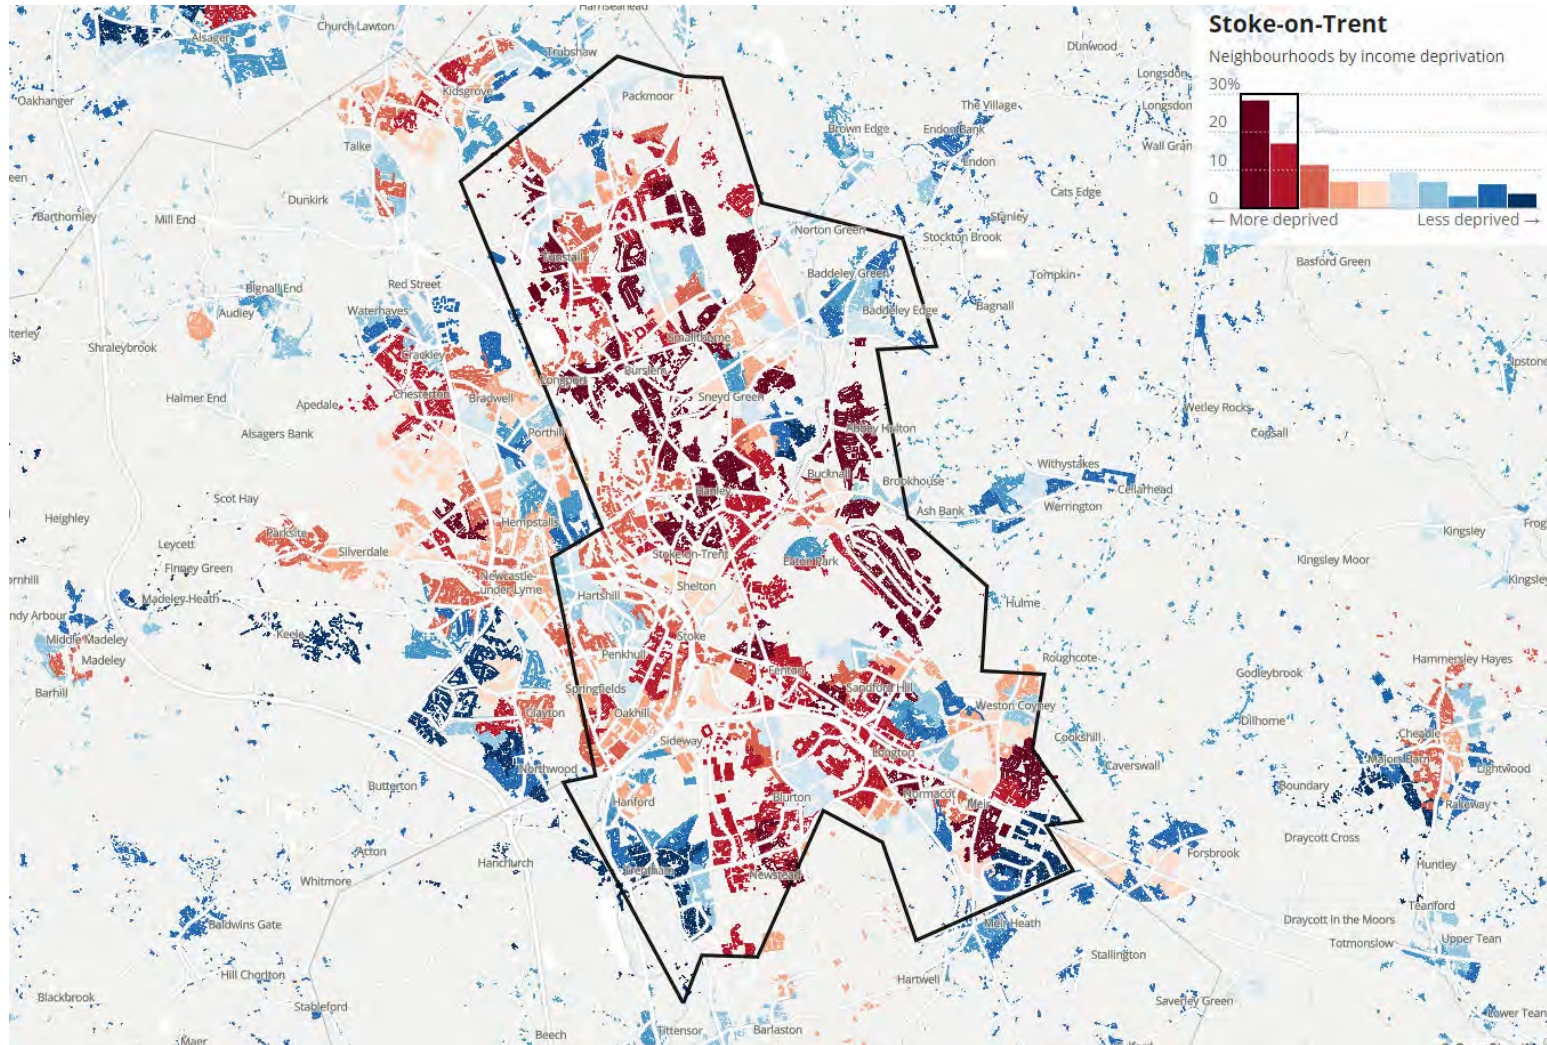 Stoke-on-Trent
Neighbourhoods by income deprivation
30%
20
10
0
← More deprived
Less deprived →
Church Lawton
Alsager
Trubshaw
Dunwood
Longsdon
Oakhanger
Kidsgrove
Packmoor
The Village
Longsdon
Brown Edge
Endon Bank
Talke
Endon
Dunkirk
Cats Edge
Barthomley
Mill End
Stanley
Norton Green
Stockton Brook
Tunstall
Basford Green
Baddeley Green
Tompkin
Bignall End
Red Street
Audley
Waterhayes
Baddeley Edge
Bagnall
Shraleybrook
Smallthorne
Crackley
Burslem
Longport
Chesterton
Bradwell
Sneyd Green
Halmer End
Apedale
Wetley Rocks
Alsagers Bank
Porthill
Abbey Hulton
Consall
Withystakes
Bucknall
Brookhouse
Cellarhead
Hanley
Scot Hay
Werrington
Ash Bank
Heighley
Hempstalls
Kingsley
Parksite
Leycett
Silverdale
Stoke-on-Trent
Eaton Park
Kingsley Moor
Finney Green
Newcastle-
under-Lyme
Shelton
Hartshill
Madeley Heath
Hulme
Keele
Stoke
Middle Madeley
Madeley
Penkhull
Roughcote
Hammersley Hayes
Fenton
Godleybrook
Barhill
Springfields
Sandford Hill
Clayton
Oakhill
Weston Coyney
Dilhome
Sideway
Cookshill
Cheadle
Longton
Northwood
Caverswall
Majors Barn
Lightwood
Butterton
Boundary
Hanford
Blurton
Normacot
Meir
Rakeway
Draycott Cross
Acton
Hanchurch
Forsbrook
Huntley
Whitmore
Trentham
Newstead
Teanford
Baldwins Gate
Meir Heath
Draycott in the Moors
Totmonslow
Upper Tean
Stallington
Hill Chorlton
Hartwell
Blackbrook
Stableford
Saverley Green
Lower Tean
Beech
Tittensor
Barlaston
Maer